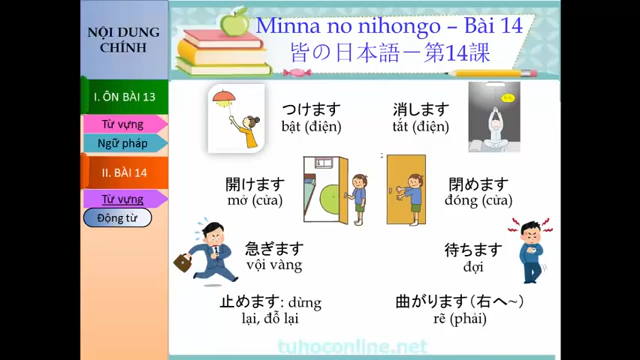 NỘI DUNG
CHÍNH
I. ÔN BÀI 13
Từ vựng
Ngữ pháp
II. BÀI 14
Từ vựng
Động từ
Minna no nihongo – Bài 14
皆の日本語－第14課
つけます
bật (điện)
消します
tắt (điện)
開けます
mở (cửa)
閉めます
đóng (cửa)
急ぎます
vội vàng
待ちます
đợi
止めます: dừng
lại, đỗ lại
曲がります（右へ~）
rẽ (phải)
tuhoconline.net